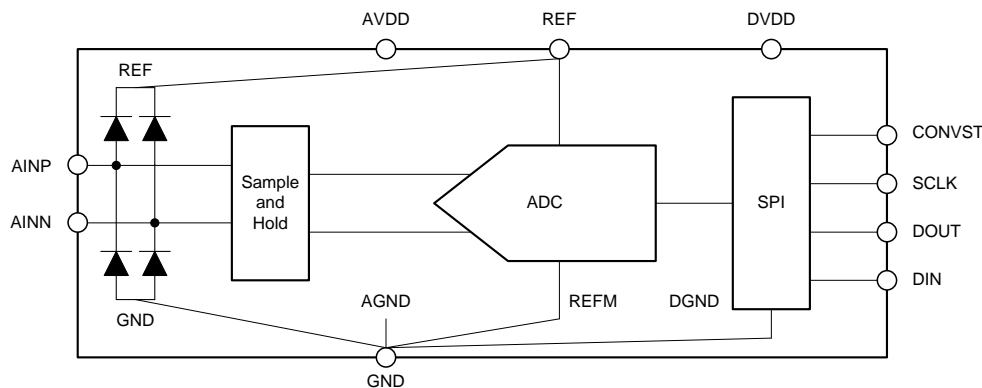 AVDD
REF
DVDD
REF
CONVST
AINP
Sample
and
Hold
ADC
SPI
SCLK
AINN
DOUT
DIN
AGND
REFM
DGND
GND
GND